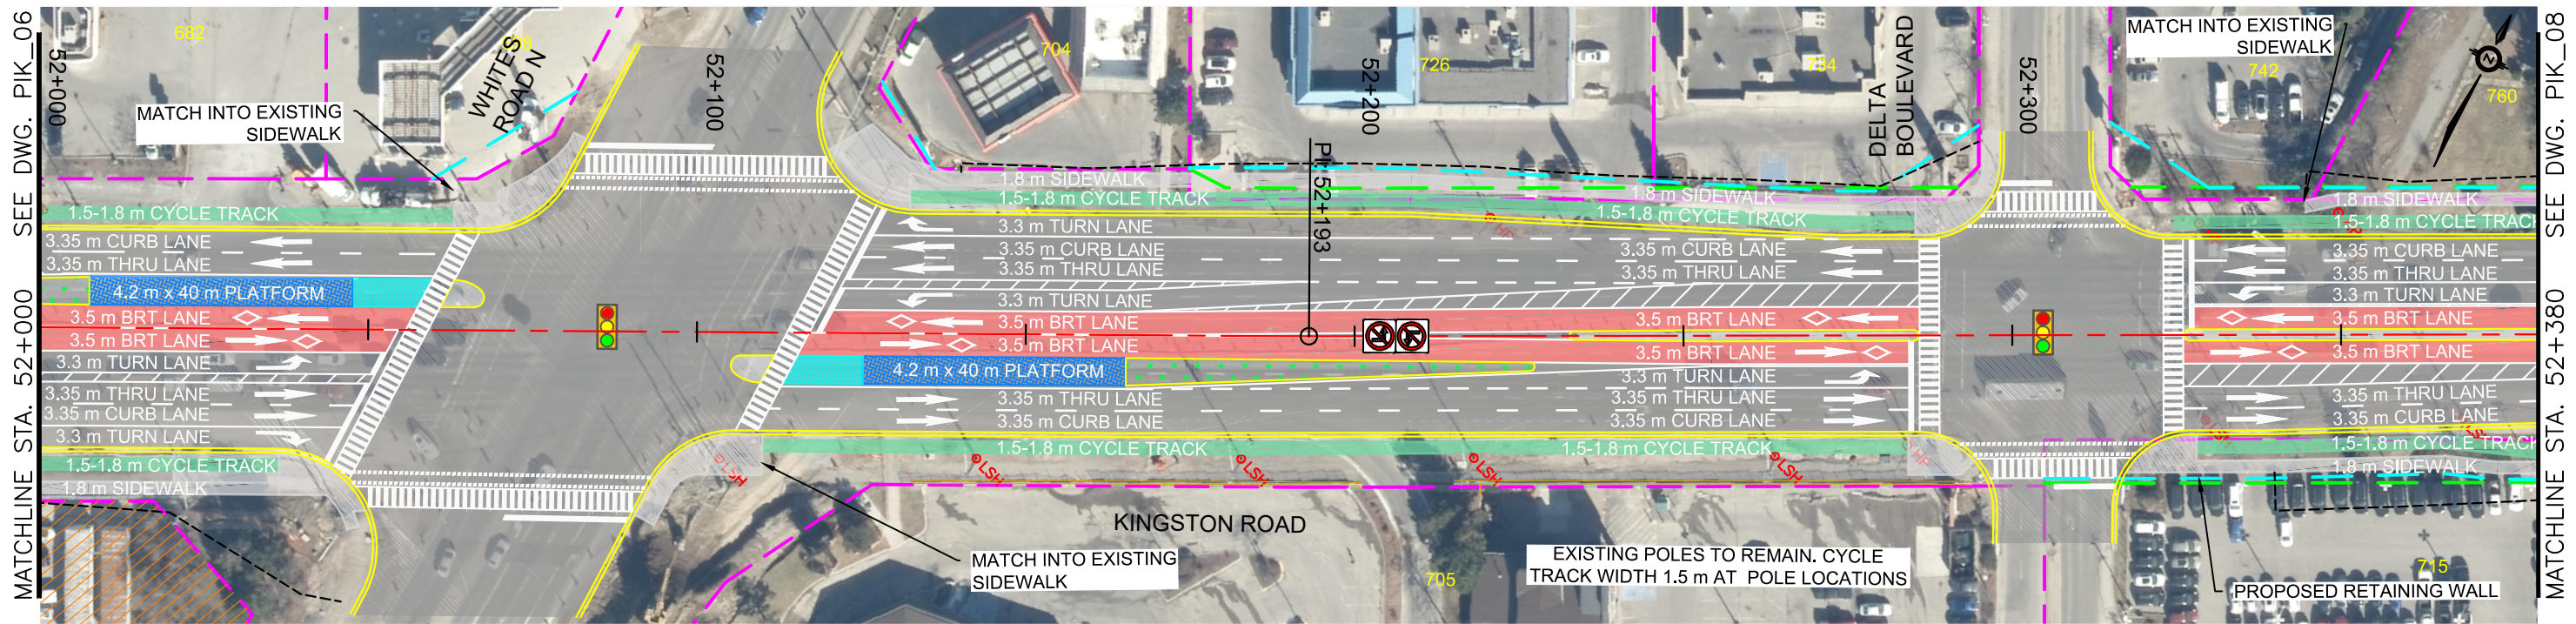 MATCHLINE STA. 52+000 SEE DWG. PIK_06
52+000
682
WHITES
ROAD N
MATCH INTO EXISTING
SIDEWALK
52+100
704
52+200
726
PI: 52+193
734
DELTA
BOULEVARD
52+300
MATCH INTO EXISTING
SIDEWALK
742
760
N
MATCHLINE STA. 52+380 SEE DWG. PIK_08
1.5-1.8 m CYCLE TRACK
3.35 m CURB LANE
3.35 m THRU LANE
4.2 m x 40 m PLATFORM
3.5 m BRT LANE
3.5 m BRT LANE
3.3 m TURN LANE
3.35 m THRU LANE
3.35 m CURB LANE
3.3 m TURN LANE
1.5-1.8 m CYCLE TRACK
1.8 m SIDEWALK
1.8 m SIDEWALK
1.5-1.8 m CYCLE TRACK
3.3 m TURN LANE
3.35 m CURB LANE
3.35 m THRU LANE
3.3 m TURN LANE
3.5 m BRT LANE
3.5 m BRT LANE
4.2 m x 40 m PLATFORM
3.35 m THRU LANE
3.35 m CURB LANE
1.5-1.8 m CYCLE TRACK
1.8 m SIDEWALK
1.5-1.8 m CYCLE TRACK
3.35 m CURB LANE
3.35 m THRU LANE
3.5 m BRT LANE
3.5 m BRT LANE
3.3 m TURN LANE
3.35 m THRU LANE
3.35 m CURB LANE
1.5-1.8 m CYCLE TRACK
1.8 m SIDEWALK
1.5-1.8 m CYCLE TRACK
3.35 m CURB LANE
3.35 m THRU LANE
3.3 m TURN LANE
3.5 m BRT LANE
3.5 m BRT LANE
3.35 m THRU LANE
3.35 m CURB LANE
1.5-1.8 m CYCLE TRACK
1.8 m SIDEWALK
LSH
LSH
LSH
LSH
LSH
HP
HP
KINGSTON ROAD
MATCH INTO EXISTING
SIDEWALK
705
EXISTING POLES TO REMAIN. CYCLE
TRACK WIDTH 1.5 m AT POLE LOCATIONS
715
PROPOSED RETAINING WALL